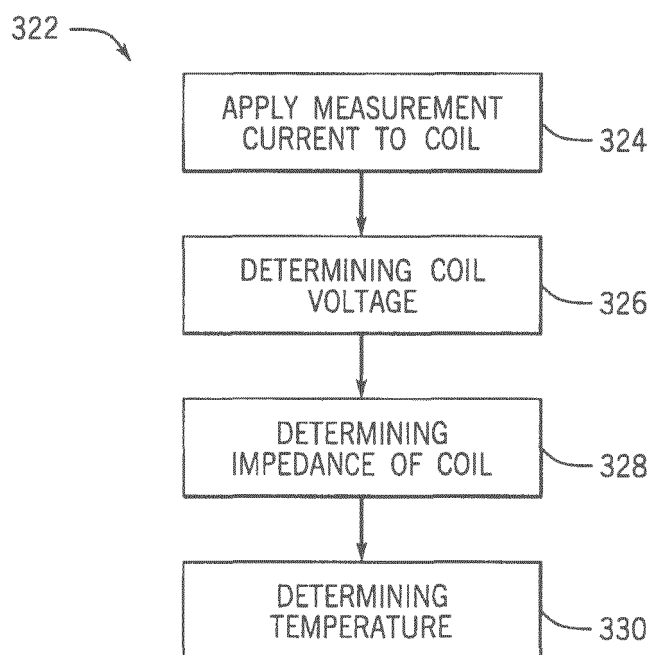 322
APPLY MEASUREMENT
CURRENT TO COIL
324
DETERMINING COIL
VOLTAGE
326
DETERMINING
IMPEDANCE OF COIL
328
DETERMINING
TEMPERATURE
330